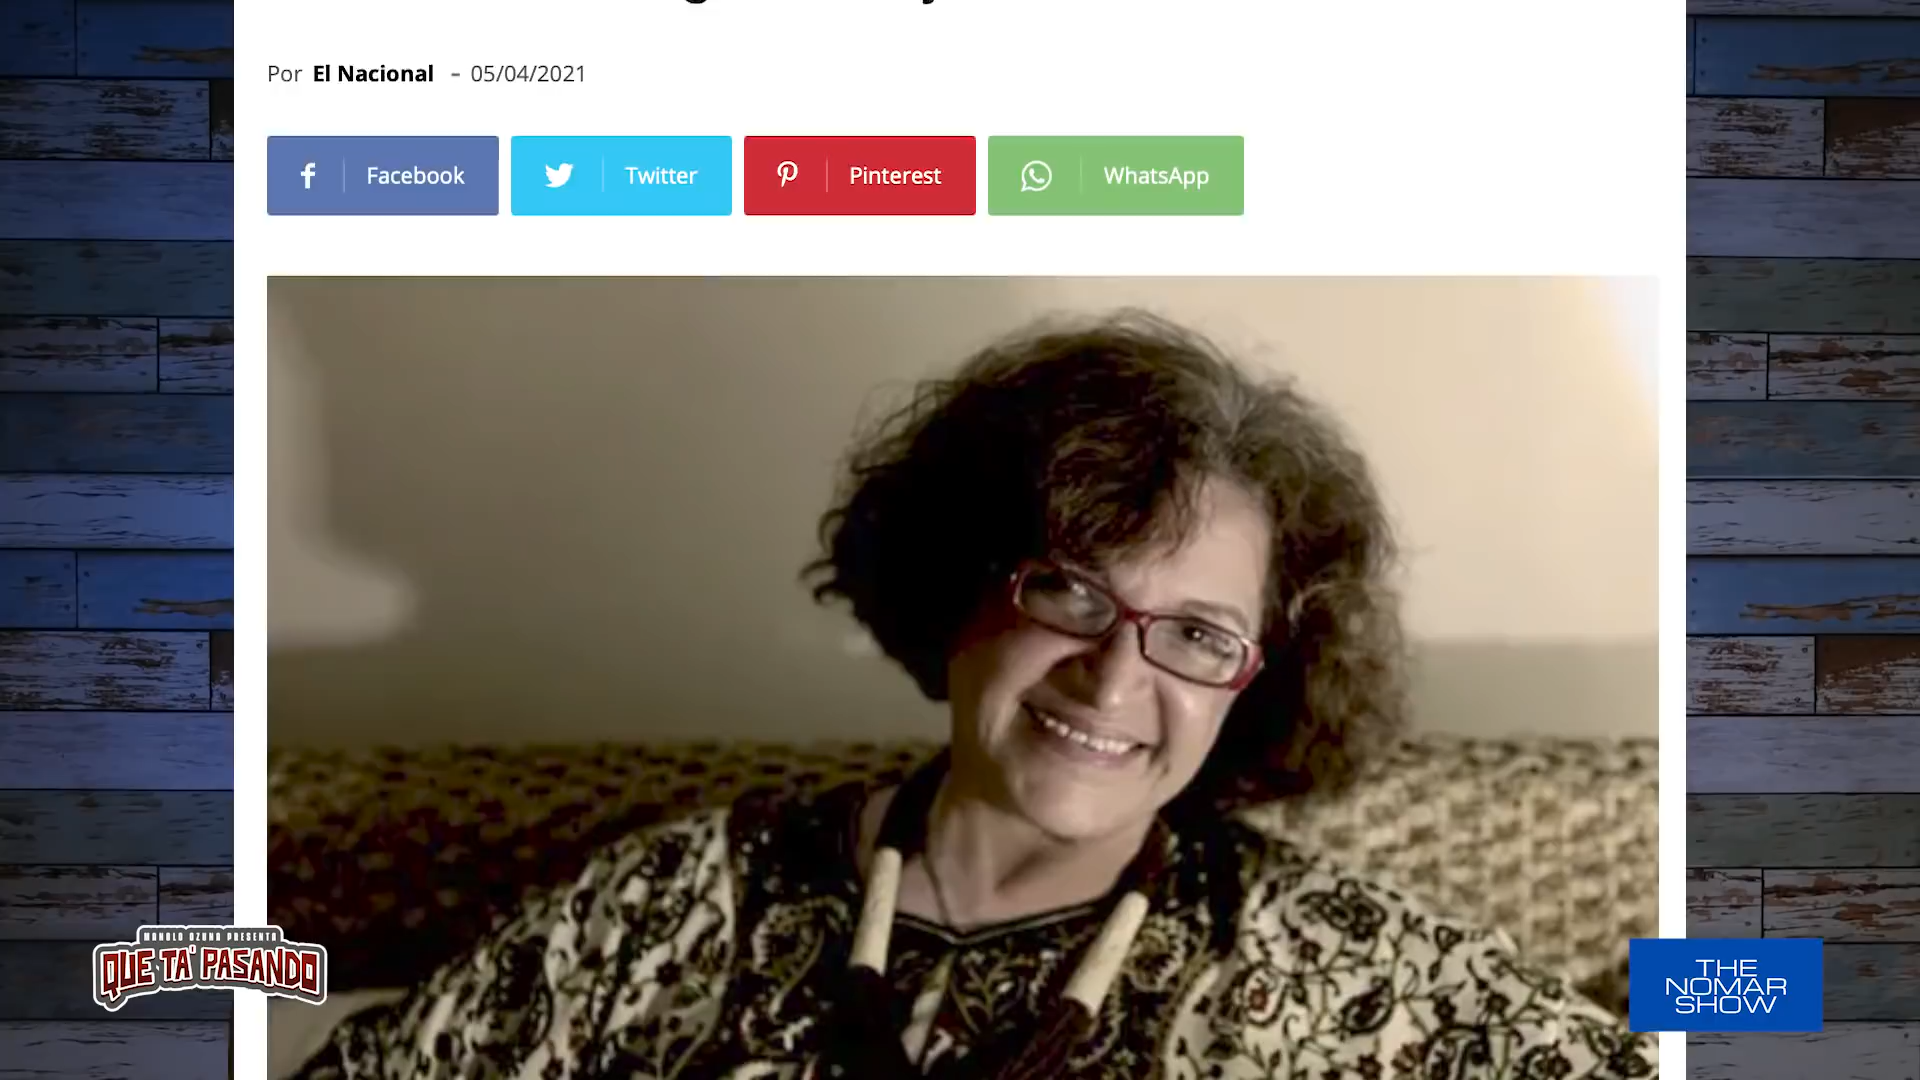 Por El Nacional - 05/04/2021
Facebook
Twitter
Pinterest
WhatsApp
MANOLO OZUNA PRESENTA
QUE TA' PASANDO
THE
NOMAR
SHOW